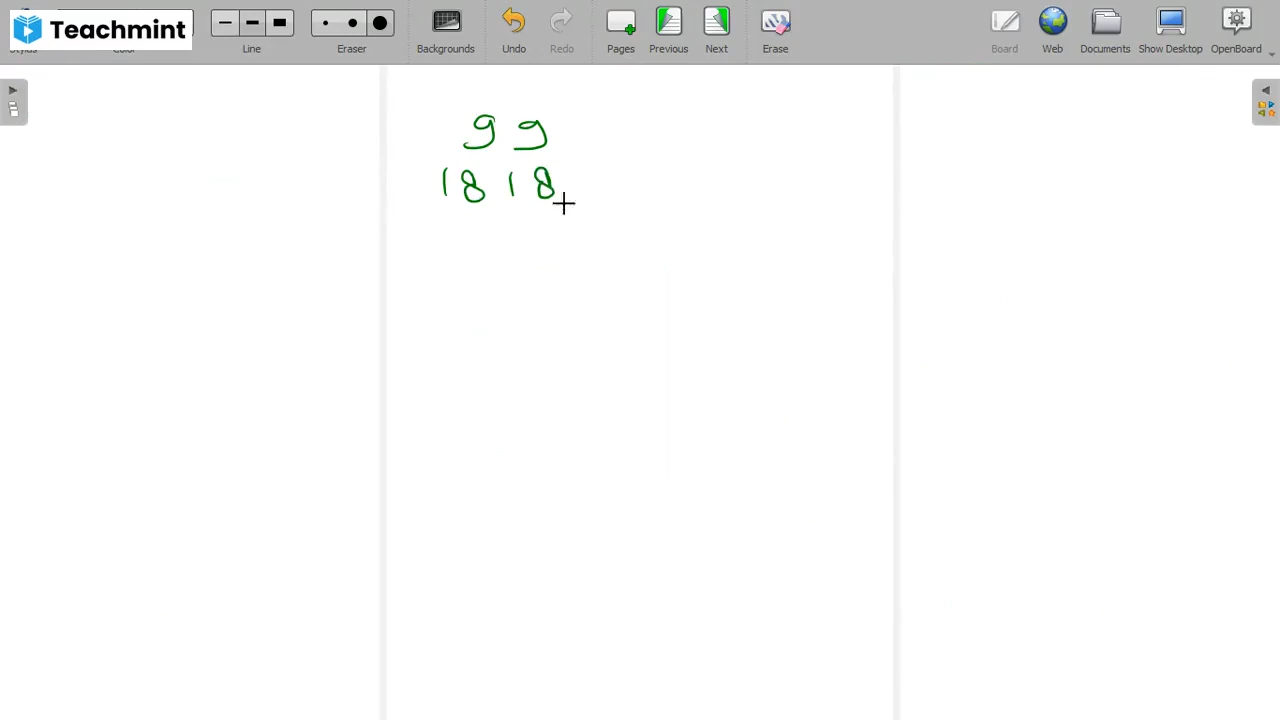 Teachmint
Line
Eraser
Backgrounds
Undo
Redo
Pages
Previous
Next
Erase
Board
Web
Documents
Show Desktop
OpenBoard
9 9
18 18